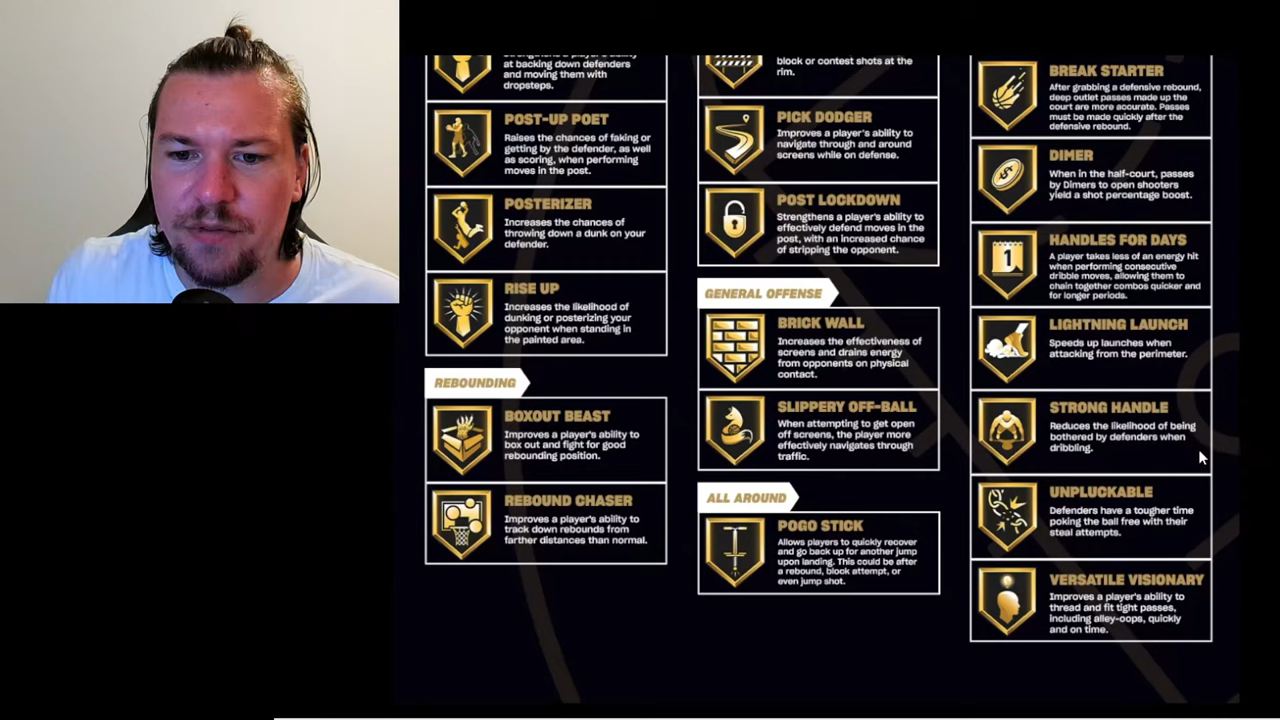 at backing down defenders
and moving them with
dropsteps.
POST-UP POET
Raises the chances of faking or
getting by the defender, as well
as scoring, when performing
moves in the post.
POSTERIZER
Increases the chances of
throwing down a dunk on your
defender.
RISE UP
Increases the likelihood of
dunking or posterizing your
opponent when standing in
the painted area.
REBOUNDING
BOXOUT BEAST
Improves a player's ability to
box out and fight for good
rebounding position.
REBOUND CHASER
Improves a player's ability to
track down rebounds from
farther distances than normal.
block or contest shots at the
rim.
PICK DODGER
Improves a player's ability to
navigate through and around
screens while on defense.
POST LOCKDOWN
Strengthens a player's ability to
effectively defend moves in the
post, with an increased chance
of stripping the opponent.
GENERAL OFFENSE
BRICK WALL
Increases the effectiveness of
screens and drains energy
from opponents on physical
contact.
SLIPPERY OFF-BALL
When attempting to get open
off screens, the player more
effectively navigates through
traffic.
ALL AROUND
POGO STICK
Allows players to quickly recover
and go back up for another jump
upon landing. This could be after
a rebound, block attempt, or
even jump shot.
BREAK STARTER
After grabbing a defensive rebound,
deep outlet passes made up the
court are more accurate. Passes
must be made quickly after the
defensive rebound.
DIMER
When in the half-court, passes
by Dimers to open shooters
yield a shot percentage boost.
1
HANDLES FOR DAYS
A player takes less of an energy hit
when performing consecutive
dribble moves, allowing them to
chain together combos quicker and
for longer periods.
LIGHTNING LAUNCH
Speeds up launches when
attacking from the perimeter.
STRONG HANDLE
Reduces the likelihood of being
bothered by defenders when
dribbling.
UNPLUCKABLE
Defenders have a tougher time
poking the ball free with their
steal attempts.
VERSATILE VISIONARY
Improves a player's ability to
thread and fit tight passes,
including alley-oops, quickly
and on time.